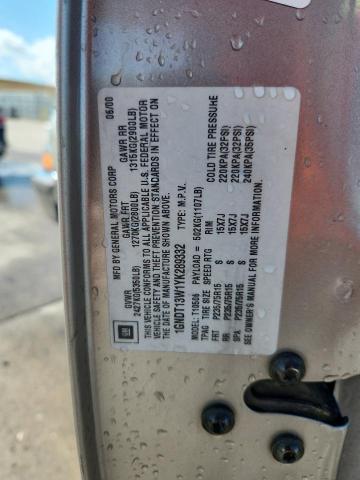 MFD BY GENERAL MOTORS CORP 06/00
GVWR GAWR FRT GAWR RR
2427KG(5350LB) 1270KG(2800LB) 1315KG(2900LB)
THIS VEHICLE CONFORMS TO ALL APPLICABLE U.S. FEDERAL MOTOR
VEHICLE SAFETY AND THEFT PREVENTION STANDARDS IN EFFECT ON
THE DATE OF MANUFACTURE SHOWN ABOVE.
1GNDT13W1YK289332 TYPE: M.P.V.
GM
MODEL: T10506 PAYLOAD = 502KG(1107LB)
TPAG TIRE SIZE SPEED RTG RIM COLD TIRE PRESSURE
FRT P235/75R15 S 15X7J 220KPA(32PSI)
RR P235/75R15 S 15X7J 220KPA(32PSI)
SPA P235/75R15 S 15X7J 240KPA(35PSI)
SEE OWNER'S MANUAL FOR MORE INFORMATION.